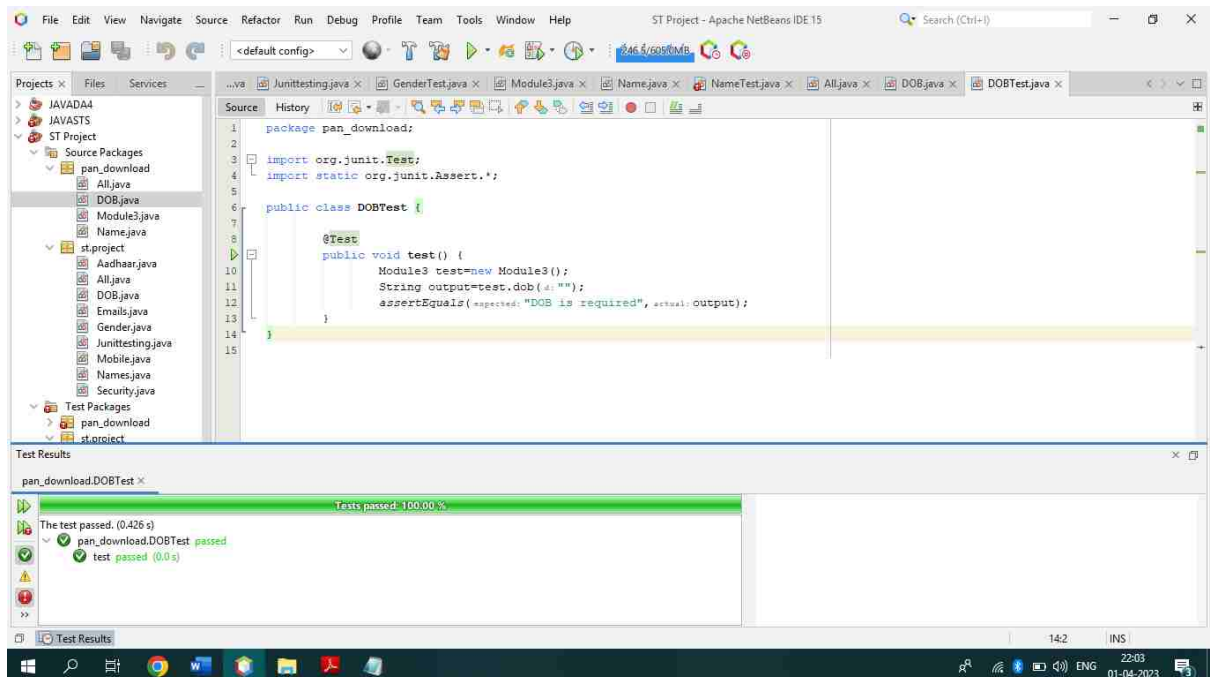 File Edit View Navigate Source Refactor Run Debug Profile Team Tools Window Help ST Project - Apache NetBeans IDE 15 Search (Ctrl+I)
<default config>
Projects Files Services
...va Junittesting.java GenderTest.java Module3.java Name.java NameTest.java All.java DOB.java DOBTest.java
Source History
JAVADA4
JAVASTS
ST Project
Source Packages
pan_download
All.java
DOB.java
Module3.java
Name.java
st.project
Aadhaar.java
All.java
DOB.java
Emails.java
Gender.java
Junittesting.java
Mobile.java
Names.java
Security.java
Test Packages
pan_download
st.project
1 package pan_download;
2
3 import org.junit.Test;
4 import static org.junit.Assert.*;
5
6 public class DOBTest {
7
8 @Test
public void test() {
10 Module3 test=new Module3();
11 String output=test.dob( d: "");
12 assertEquals( expected: "DOB is required", actual: output);
13 }
14 }
15
Test Results
pan_download.DOBTest
Tests passed: 100.00 %
The test passed. (0.426 s)
pan_download.DOBTest passed
test passed (0.0 s)
Test Results
14:2 INS
ENG
22:03
01-04-2023